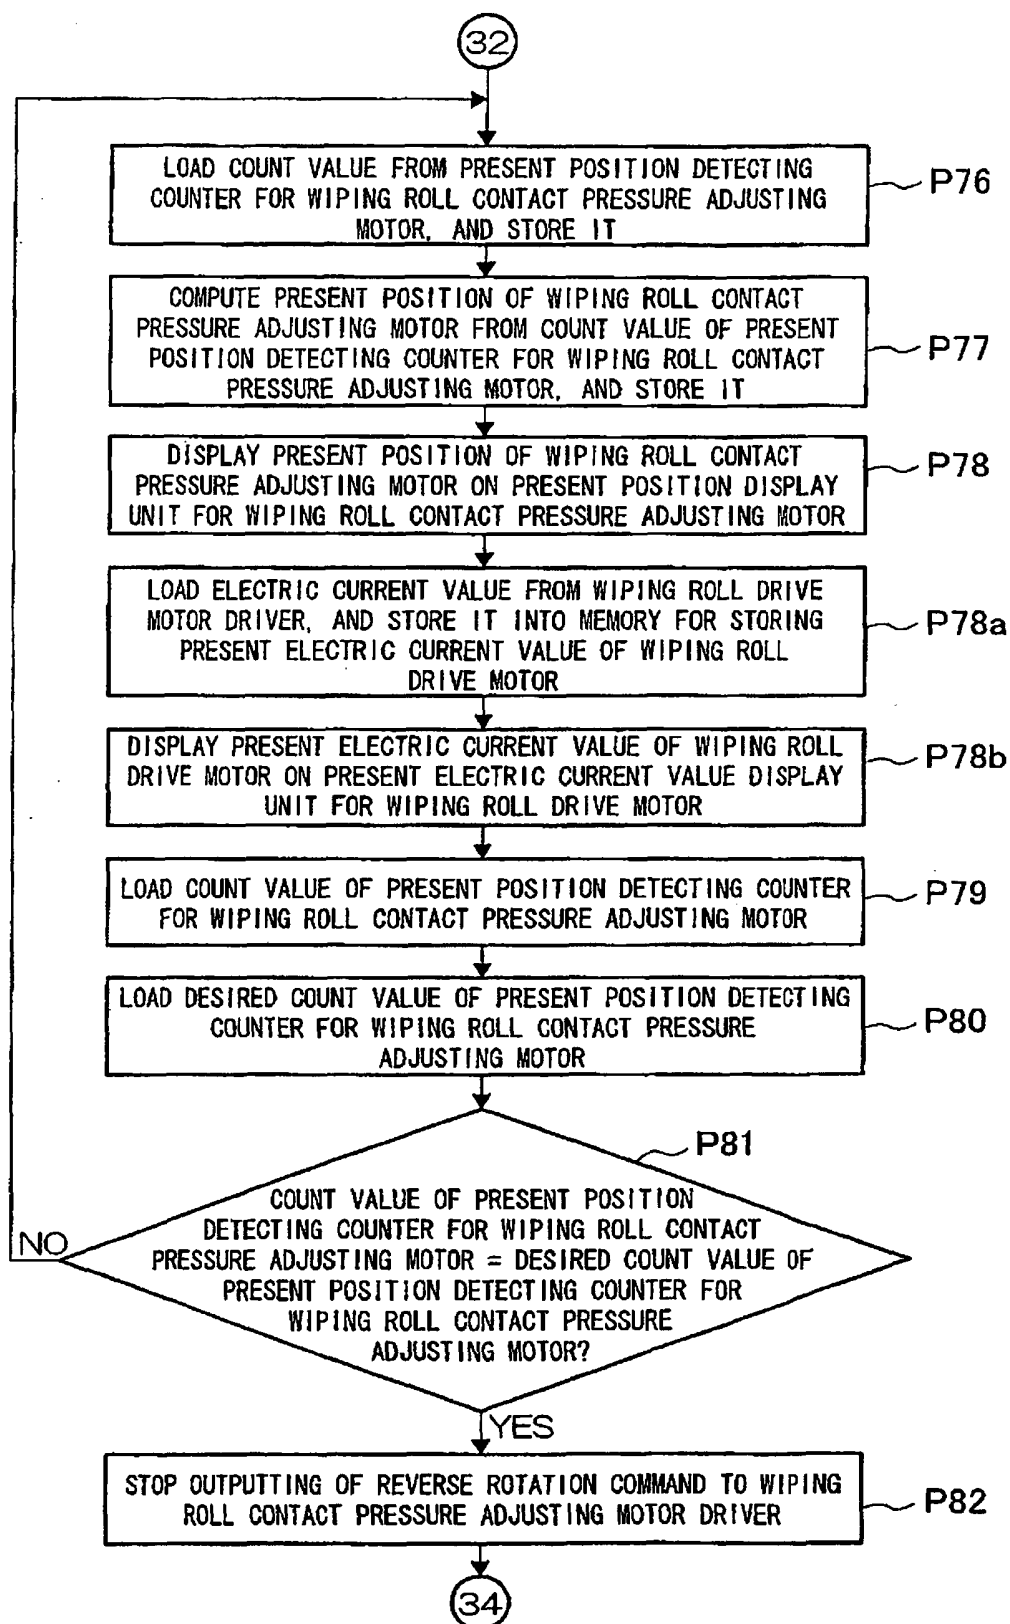 32
LOAD COUNT VALUE FROM PRESENT POSITION DETECTING
COUNTER FOR WIPING ROLL CONTACT PRESSURE ADJUSTING
MOTOR, AND STORE IT
P76
COMPUTE PRESENT POSITION OF WIPING ROLL CONTACT
PRESSURE ADJUSTING MOTOR FROM COUNT VALUE OF PRESENT
POSITION DETECTING COUNTER FOR WIPING ROLL CONTACT
PRESSURE ADJUSTING MOTOR, AND STORE IT
P77
DISPLAY PRESENT POSITION OF WIPING ROLL CONTACT
PRESSURE ADJUSTING MOTOR ON PRESENT POSITION DISPLAY
UNIT FOR WIPING ROLL CONTACT PRESSURE ADJUSTING MOTOR
P78
LOAD ELECTRIC CURRENT VALUE FROM WIPING ROLL DRIVE
MOTOR DRIVER, AND STORE IT INTO MEMORY FOR STORING
PRESENT ELECTRIC CURRENT VALUE OF WIPING ROLL
DRIVE MOTOR
P78a
DISPLAY PRESENT ELECTRIC CURRENT VALUE OF WIPING ROLL
DRIVE MOTOR ON PRESENT ELECTRIC CURRENT VALUE DISPLAY
UNIT FOR WIPING ROLL DRIVE MOTOR
P78b
LOAD COUNT VALUE OF PRESENT POSITION DETECTING COUNTER
FOR WIPING ROLL CONTACT PRESSURE ADJUSTING MOTOR
P79
LOAD DESIRED COUNT VALUE OF PRESENT POSITION DETECTING
COUNTER FOR WIPING ROLL CONTACT PRESSURE
ADJUSTING MOTOR
P80
P81
COUNT VALUE OF PRESENT POSITION
DETECTING COUNTER FOR WIPING ROLL CONTACT
PRESSURE ADJUSTING MOTOR = DESIRED COUNT VALUE OF
PRESENT POSITION DETECTING COUNTER FOR
WIPING ROLL CONTACT PRESSURE
ADJUSTING MOTOR?
NO
YES
STOP OUTPUTTING OF REVERSE ROTATION COMMAND TO WIPING
ROLL CONTACT PRESSURE ADJUSTING MOTOR DRIVER
P82
34